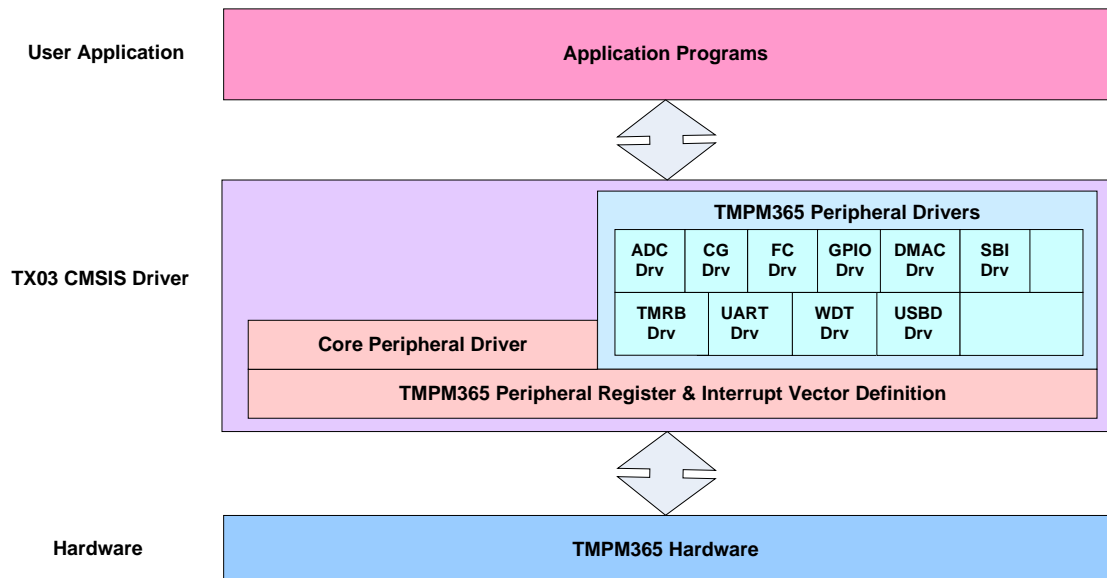 User Application
Application Programs
TX03 CMSIS Driver
TMPM365 Peripheral Drivers
ADC Drv
CG Drv
FC Drv
GPIO Drv
DMAC Drv
SBI Drv
TMRB Drv
UART Drv
WDT Drv
USBD Drv
Core Peripheral Driver
TMPM365 Peripheral Register & Interrupt Vector Definition
Hardware
TMPM365 Hardware